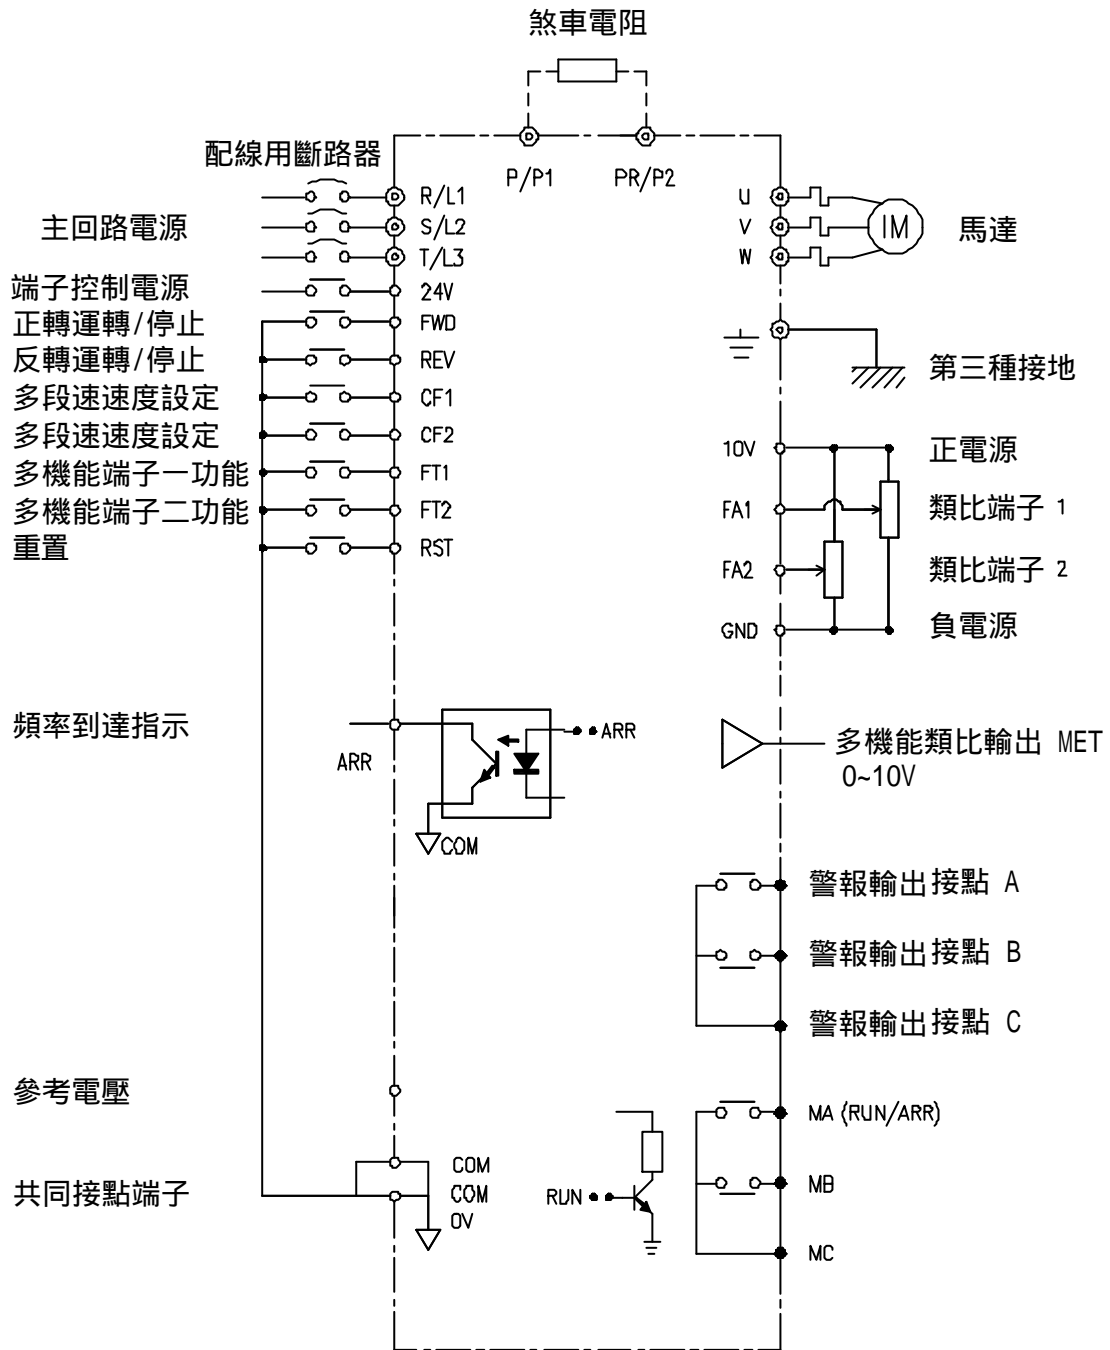 煞車電阻
配線用斷路器
P/P1 PR/P2
R/L1 U
主回路電源 S/L2 V IM 馬達
T/L3 W
端子控制電源 24V
正轉運轉/停止 FWD
反轉運轉/停止 REV 第三種接地
多段速速度設定 CF1
多段速速度設定 CF2 10V 正電源
多機能端子一功能 FT1
多機能端子二功能 FT2 FA1 類比端子 1
重置 RST
FA2 類比端子 2
GND 負電源
頻率到達指示 ARR
ARR 多機能類比輸出 MET
0~10V
COM
警報輸出接點 A
警報輸出接點 B
警報輸出接點 C
參考電壓
MA (RUN/ARR)
COM
共同接點端子 COM RUN MB
0V
MC